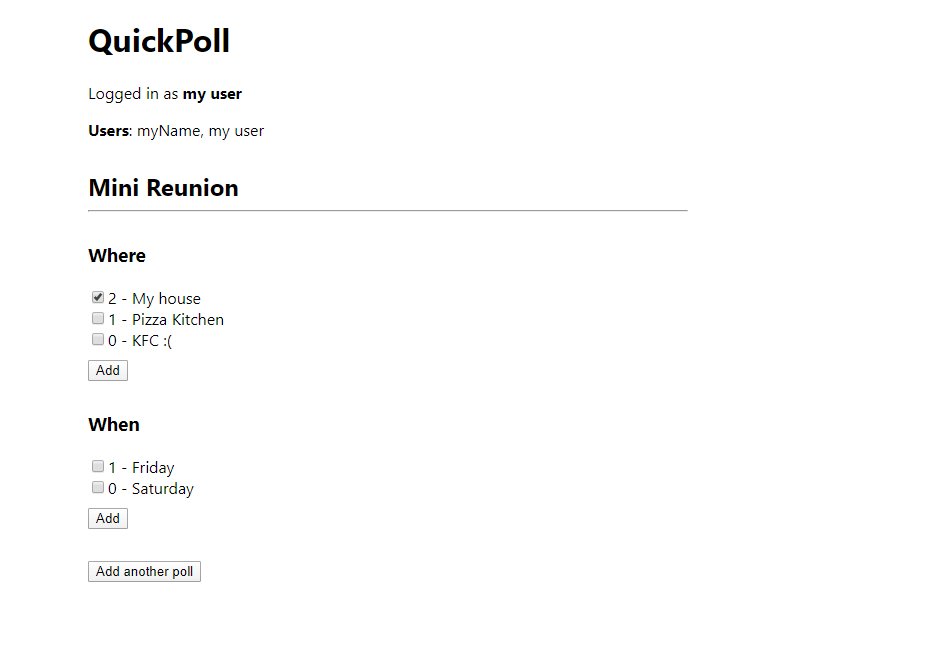 QuickPoll
Logged in as my user
Users: myName, my user
Mini Reunion
Where
2 - My house
1 - Pizza Kitchen
0 - KFC :(
Add
When
1 - Friday
0 - Saturday
Add
Add another poll